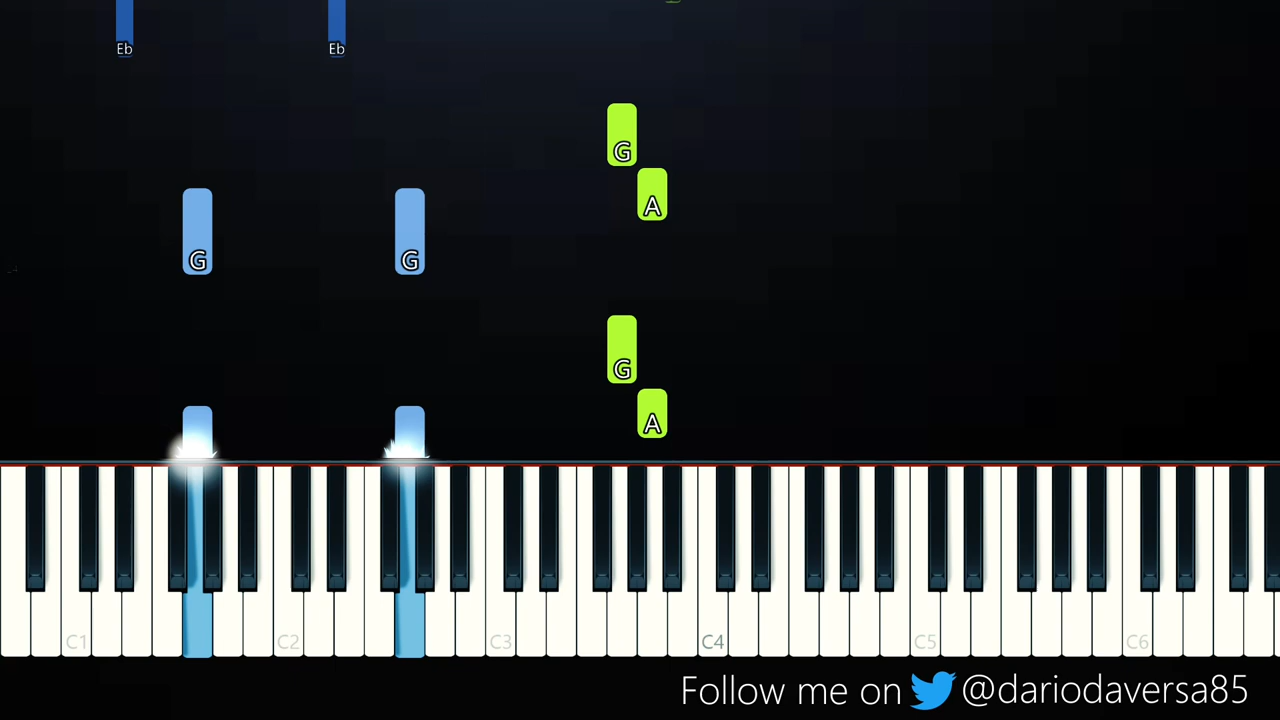 Eb Eb
G
A
G G
G
A
C1 C2 C3 C4 C5 C6
Follow me on @dariodaversa85